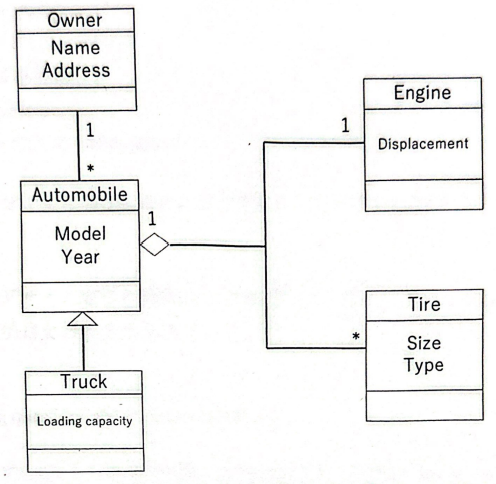 Owner
Name
Address
1
*
Automobile
Model
Year
1
Truck
Loading capacity
1
Engine
Displacement
*
Tire
Size
Type